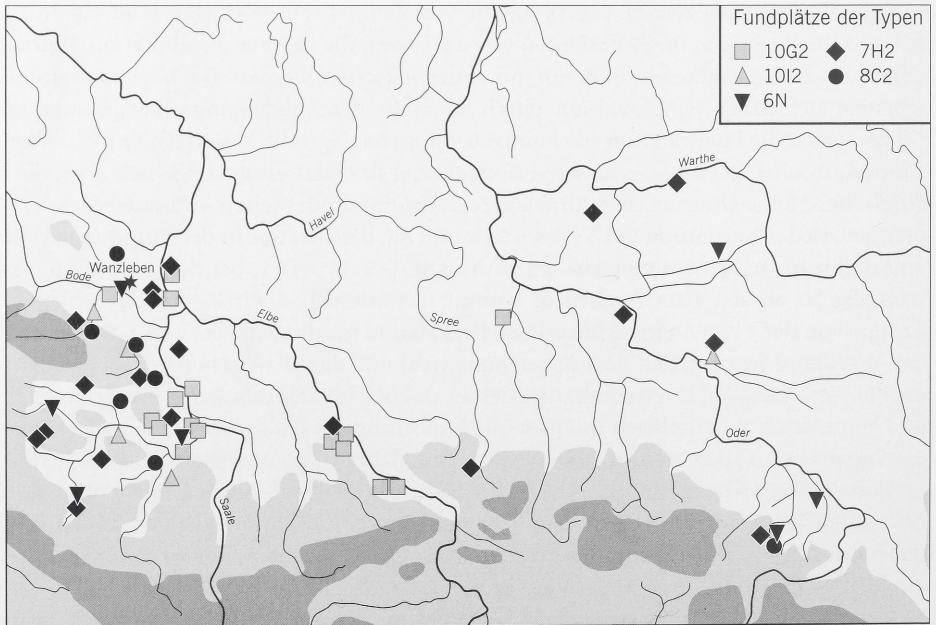 Fundplätze der Typen
10G2 7H2
10I2 8C2
6N
Warthe
Havel
Wanzleben
Bode
Elbe
Spree
Oder
Saale